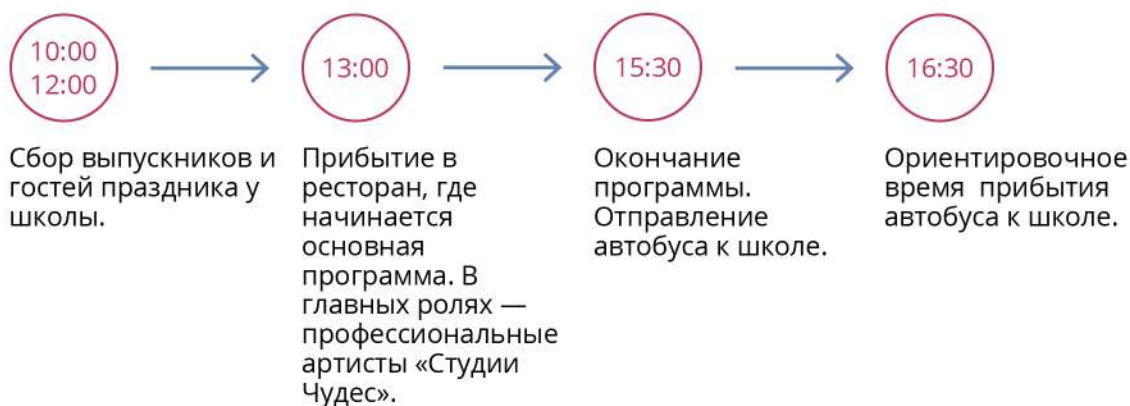 10:00
12:00
13:00
15:30
16:30
Сбор выпускников и
гостей праздника у
школы.
Прибытие в
ресторан, где
начинается
основная
программа. В
главных ролях —
профессиональные
артисты «Студии
Чудес».
Окончание
программы.
Отправление
автобуса к школе.
Ориентировочное
время прибытия
автобуса к школе.